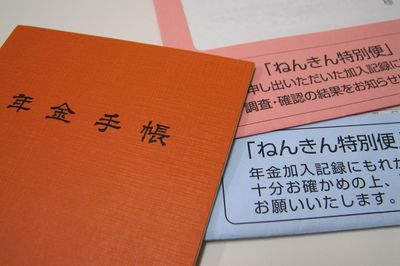 年金手帳
様
「ねんきん特別便」
申し出いただいた加入記録に
調査・確認の結果をお知らせい
「ねんきん特別便」
年金加入記録にもれが
十分お確かめの上、
お願いいたします。